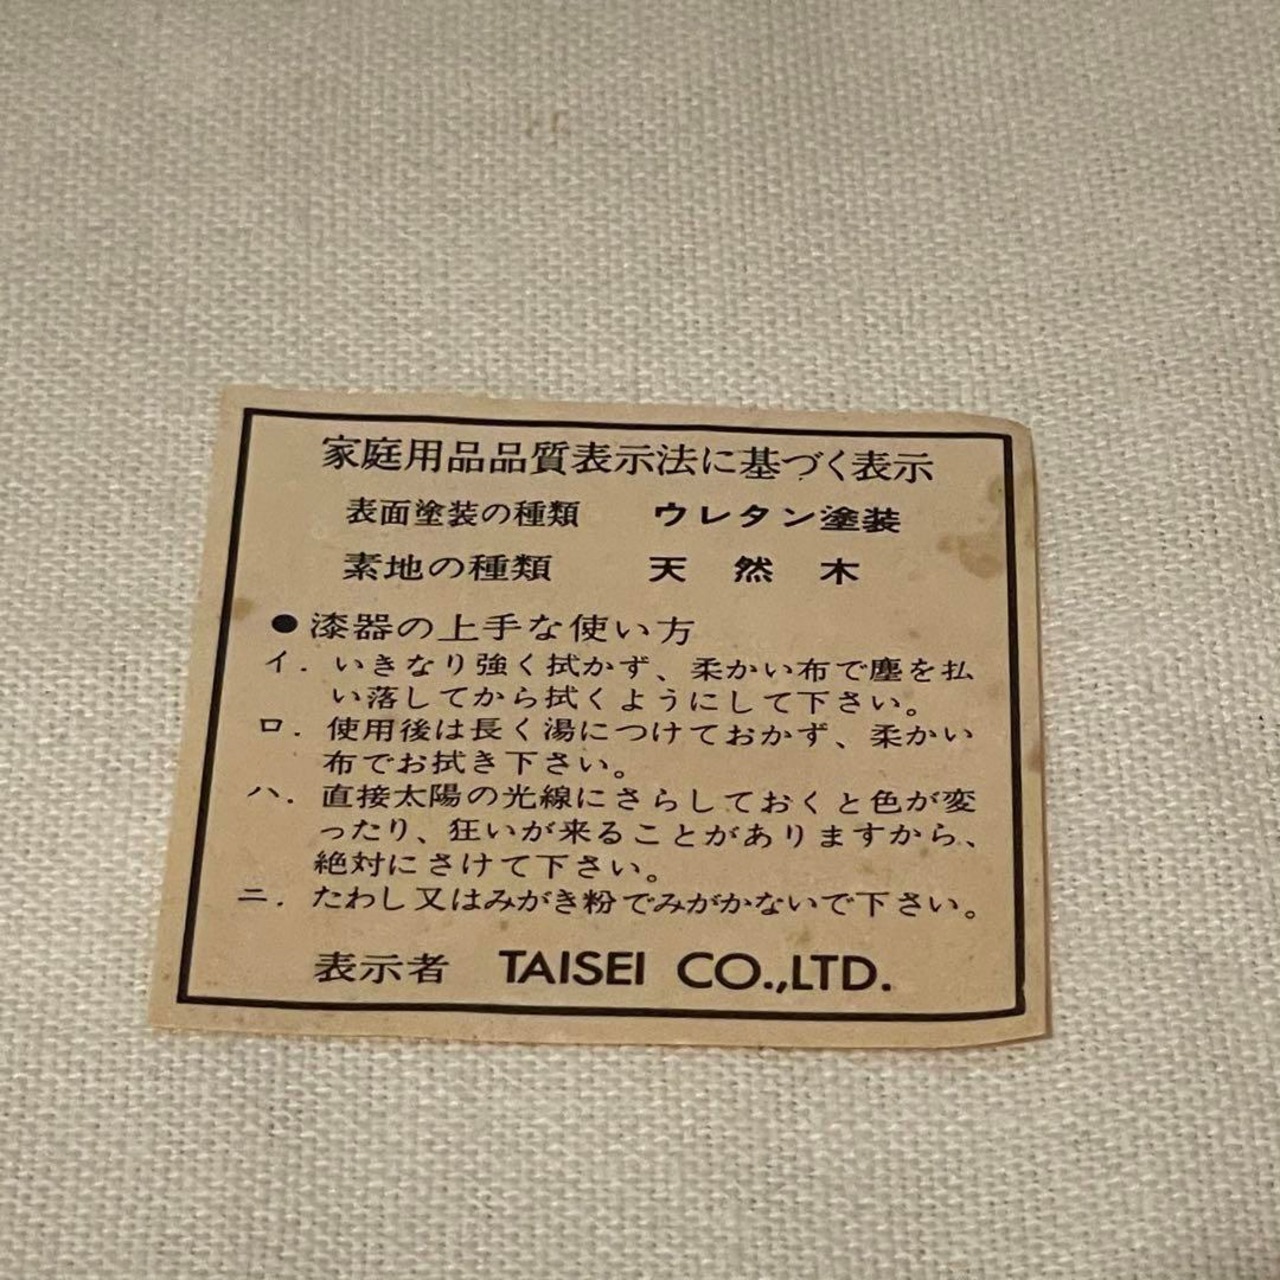 家庭用品品質表示法に基づく表示
表面塗装の種類 ウレタン塗装
素地の種類 天然木
●漆器の上手な使い方
イ．いきなり強く拭かず、柔かい布で塵を払
い落してから拭くようにして下さい。
ロ．使用後は長く湯につけておかず、柔かい
布でお拭き下さい。
ハ．直接太陽の光線にさらしておくと色が変
ったり、狂いが来ることがありますから、
絶対にさけて下さい。
ニ．たわし又はみがき粉でみがかないで下さい。
表示者 TAISEI CO.,LTD.